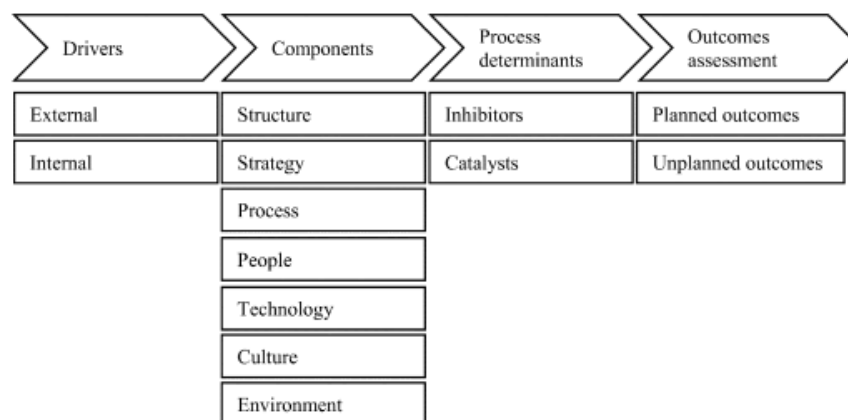 Drivers
Components
Process
determinants
Outcomes
assessment
External
Structure
Inhibitors
Planned outcomes
Internal
Strategy
Catalysts
Unplanned outcomes
Process
People
Technology
Culture
Environment